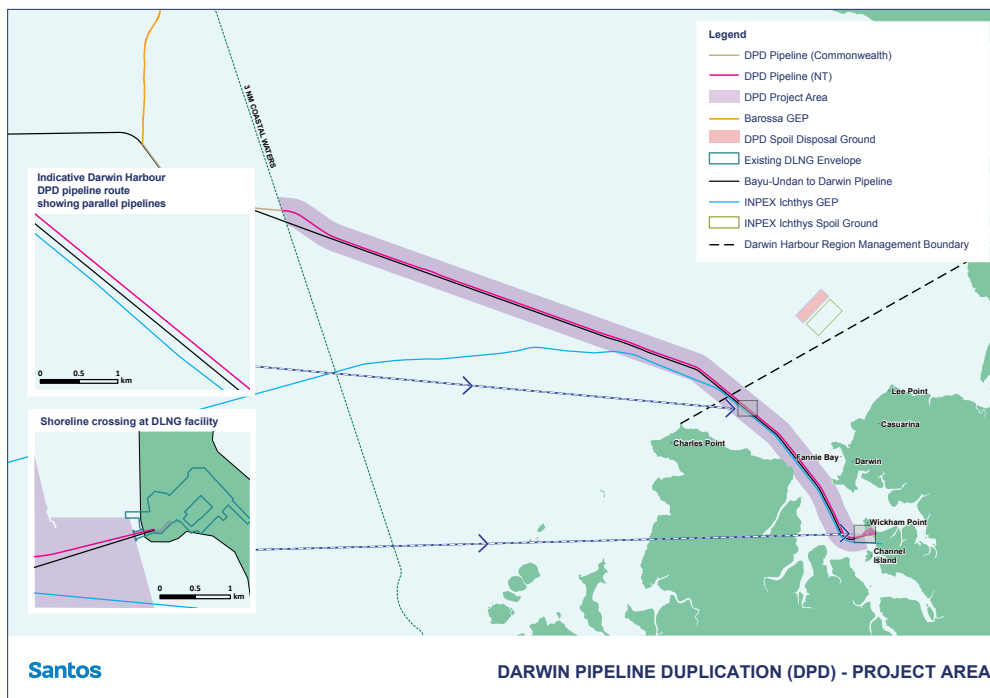 Legend
DPD Pipeline (Commonwealth)
DPD Pipeline (NT)
DPD Project Area
Barossa GEP
DPD Spoil Disposal Ground
Existing DLNG Envelope
Bayu-Undan to Darwin Pipeline
INPEX Ichthys GEP
INPEX Ichthys Spoil Ground
Darwin Harbour Region Management Boundary
3 NM COASTAL WATERS
Indicative Darwin Harbour
DPD pipeline route
showing parallel pipelines
0 0.5 1
km
Shoreline crossing at DLNG facility
0 0.5 1
km
Lee Point
Casuarina
Charles Point
Fannie Bay
Darwin
Wickham Point
Channel
Island
Santos
DARWIN PIPELINE DUPLICATION (DPD) - PROJECT AREA